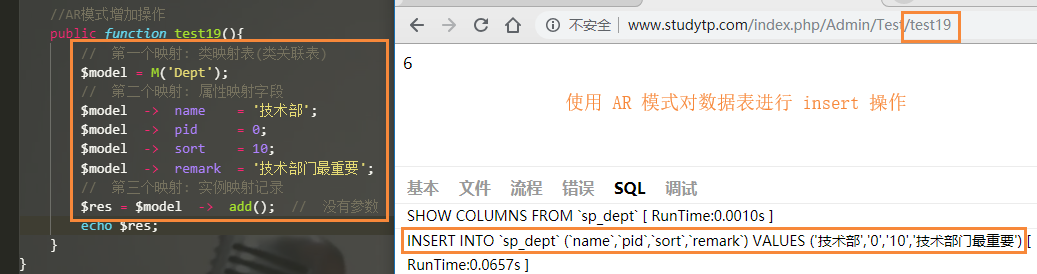 //AR模式增加操作
public function test19(){
// 第一个映射: 类映射表(类关联表)
$model = M('Dept');
// 第二个映射: 属性映射字段
$model -> name = '技术部';
$model -> pid = 0;
$model -> sort = 10;
$model -> remark = '技术部门最重要';
// 第三个映射: 实例映射记录
$res = $model -> add(); // 没有参数
echo $res;
}
}
不安全 | www.studytp.com/index.php/Admin/Test/test19
6
使用 AR 模式对数据表进行 insert 操作
基本 文件 流程 错误 SQL 调试
SHOW COLUMNS FROM `sp_dept` [ RunTime:0.0010s ]
INSERT INTO `sp_dept` (`name`,`pid`,`sort`,`remark`) VALUES ('技术部','0','10','技术部门最重要') [
RunTime:0.0657s ]